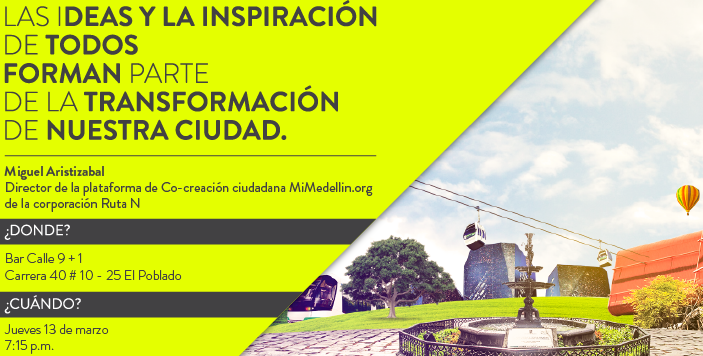 LAS IDEAS Y LA INSPIRACIÓN
DE TODOS
FORMAN PARTE
DE LA TRANSFORMACIÓN
DE NUESTRA CIUDAD.
Miguel Aristizabal
Director de la plataforma de Co-creación ciudadana MiMedellin.org
de la corporación Ruta N
¿DONDE?
Bar Calle 9 + 1
Carrera 40 # 10 - 25 El Poblado
¿CUÁNDO?
Jueves 13 de marzo
7:15 p.m.